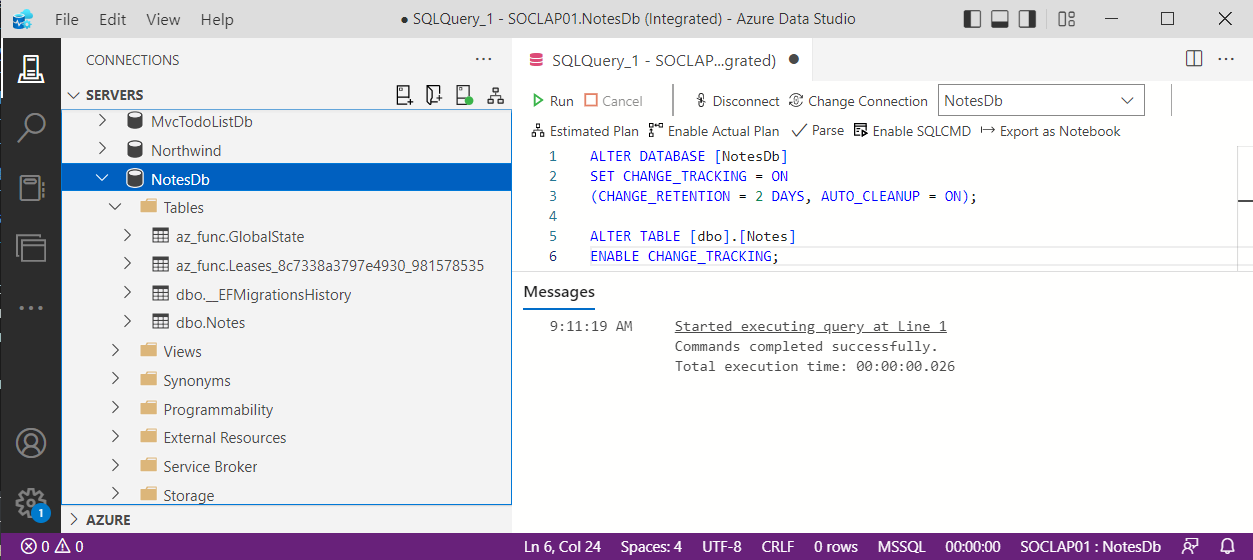 File Edit View Help ● SQLQuery_1 - SOCLAP01.NotesDb (Integrated) - Azure Data Studio
CONNECTIONS
SERVERS
MvcTodoListDb
Northwind
NotesDb
Tables
az_func.GlobalState
az_func.Leases_8c7338a3797e4930_981578535
dbo.__EFMigrationsHistory
dbo.Notes
Views
Synonyms
Programmability
External Resources
Service Broker
Storage
AZURE
1
SQLQuery_1 - SOCLAP...grated) ●
Run Cancel Disconnect Change Connection NotesDb
Estimated Plan Enable Actual Plan Parse Enable SQLCMD Export as Notebook
1 ALTER DATABASE [NotesDb]
2 SET CHANGE_TRACKING = ON
3 (CHANGE_RETENTION = 2 DAYS, AUTO_CLEANUP = ON);
4
5 ALTER TABLE [dbo].[Notes]
6 ENABLE CHANGE_TRACKING;
Messages
9:11:19 AM Started executing query at Line 1
Commands completed successfully.
Total execution time: 00:00:00.026
0 0 Ln 6, Col 24 Spaces: 4 UTF-8 CRLF 0 rows MSSQL 00:00:00 SOCLAP01 : NotesDb